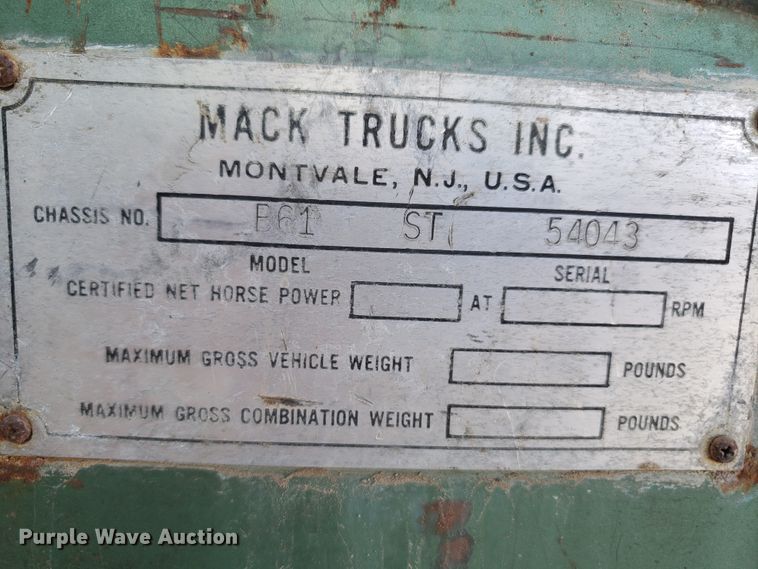 MACK TRUCKS INC.
MONTVALE, N.J., U.S.A.
CHASSIS NO. B61 ST 54043
MODEL SERIAL
CERTIFIED NET HORSE POWER AT RPM
MAXIMUM GROSS VEHICLE WEIGHT POUNDS
MAXIMUM GROSS COMBINATION WEIGHT POUNDS
Purple Wave Auction